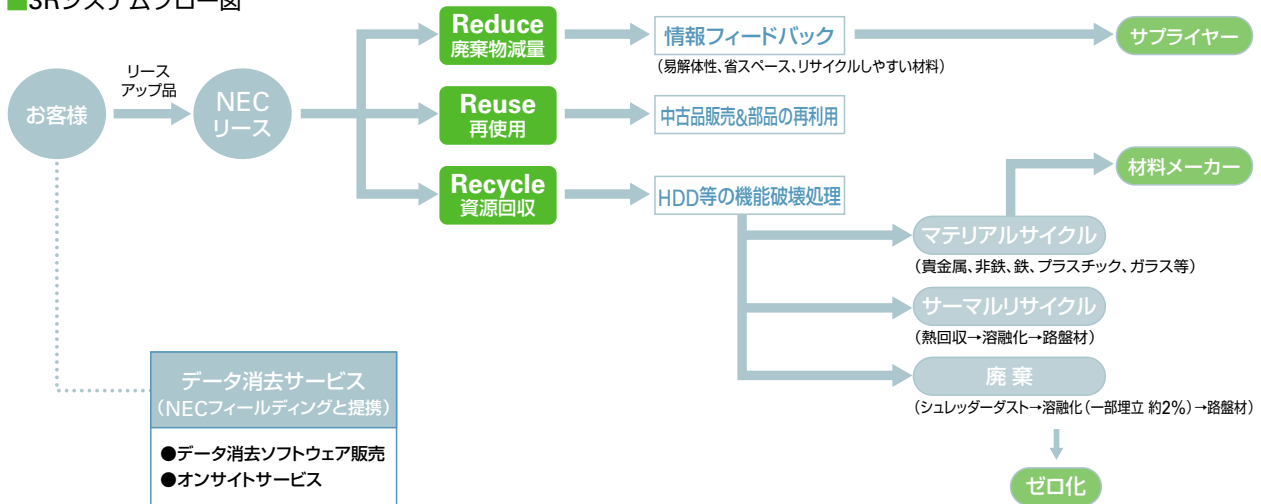 ■3Rシステムフロー図
お客様
リース
アップ品
NEC
リース
Reduce
廃棄物減量
情報フィードバック
(易解体性、省スペース、リサイクルしやすい材料)
サプライヤー
Reuse
再使用
中古品販売&部品の再利用
Recycle
資源回収
HDD等の機能破壊処理
材料メーカー
マテリアルサイクル
(貴金属、非鉄、鉄、プラスチック、ガラス等)
サーマルリサイクル
(熱回収→溶融化→路盤材)
廃棄
(シュレッダーダスト→溶融化(一部埋立 約2%)→路盤材)
ゼロ化
データ消去サービス
(NECフィールディングと提携)
●データ消去ソフトウェア販売
●オンサイトサービス